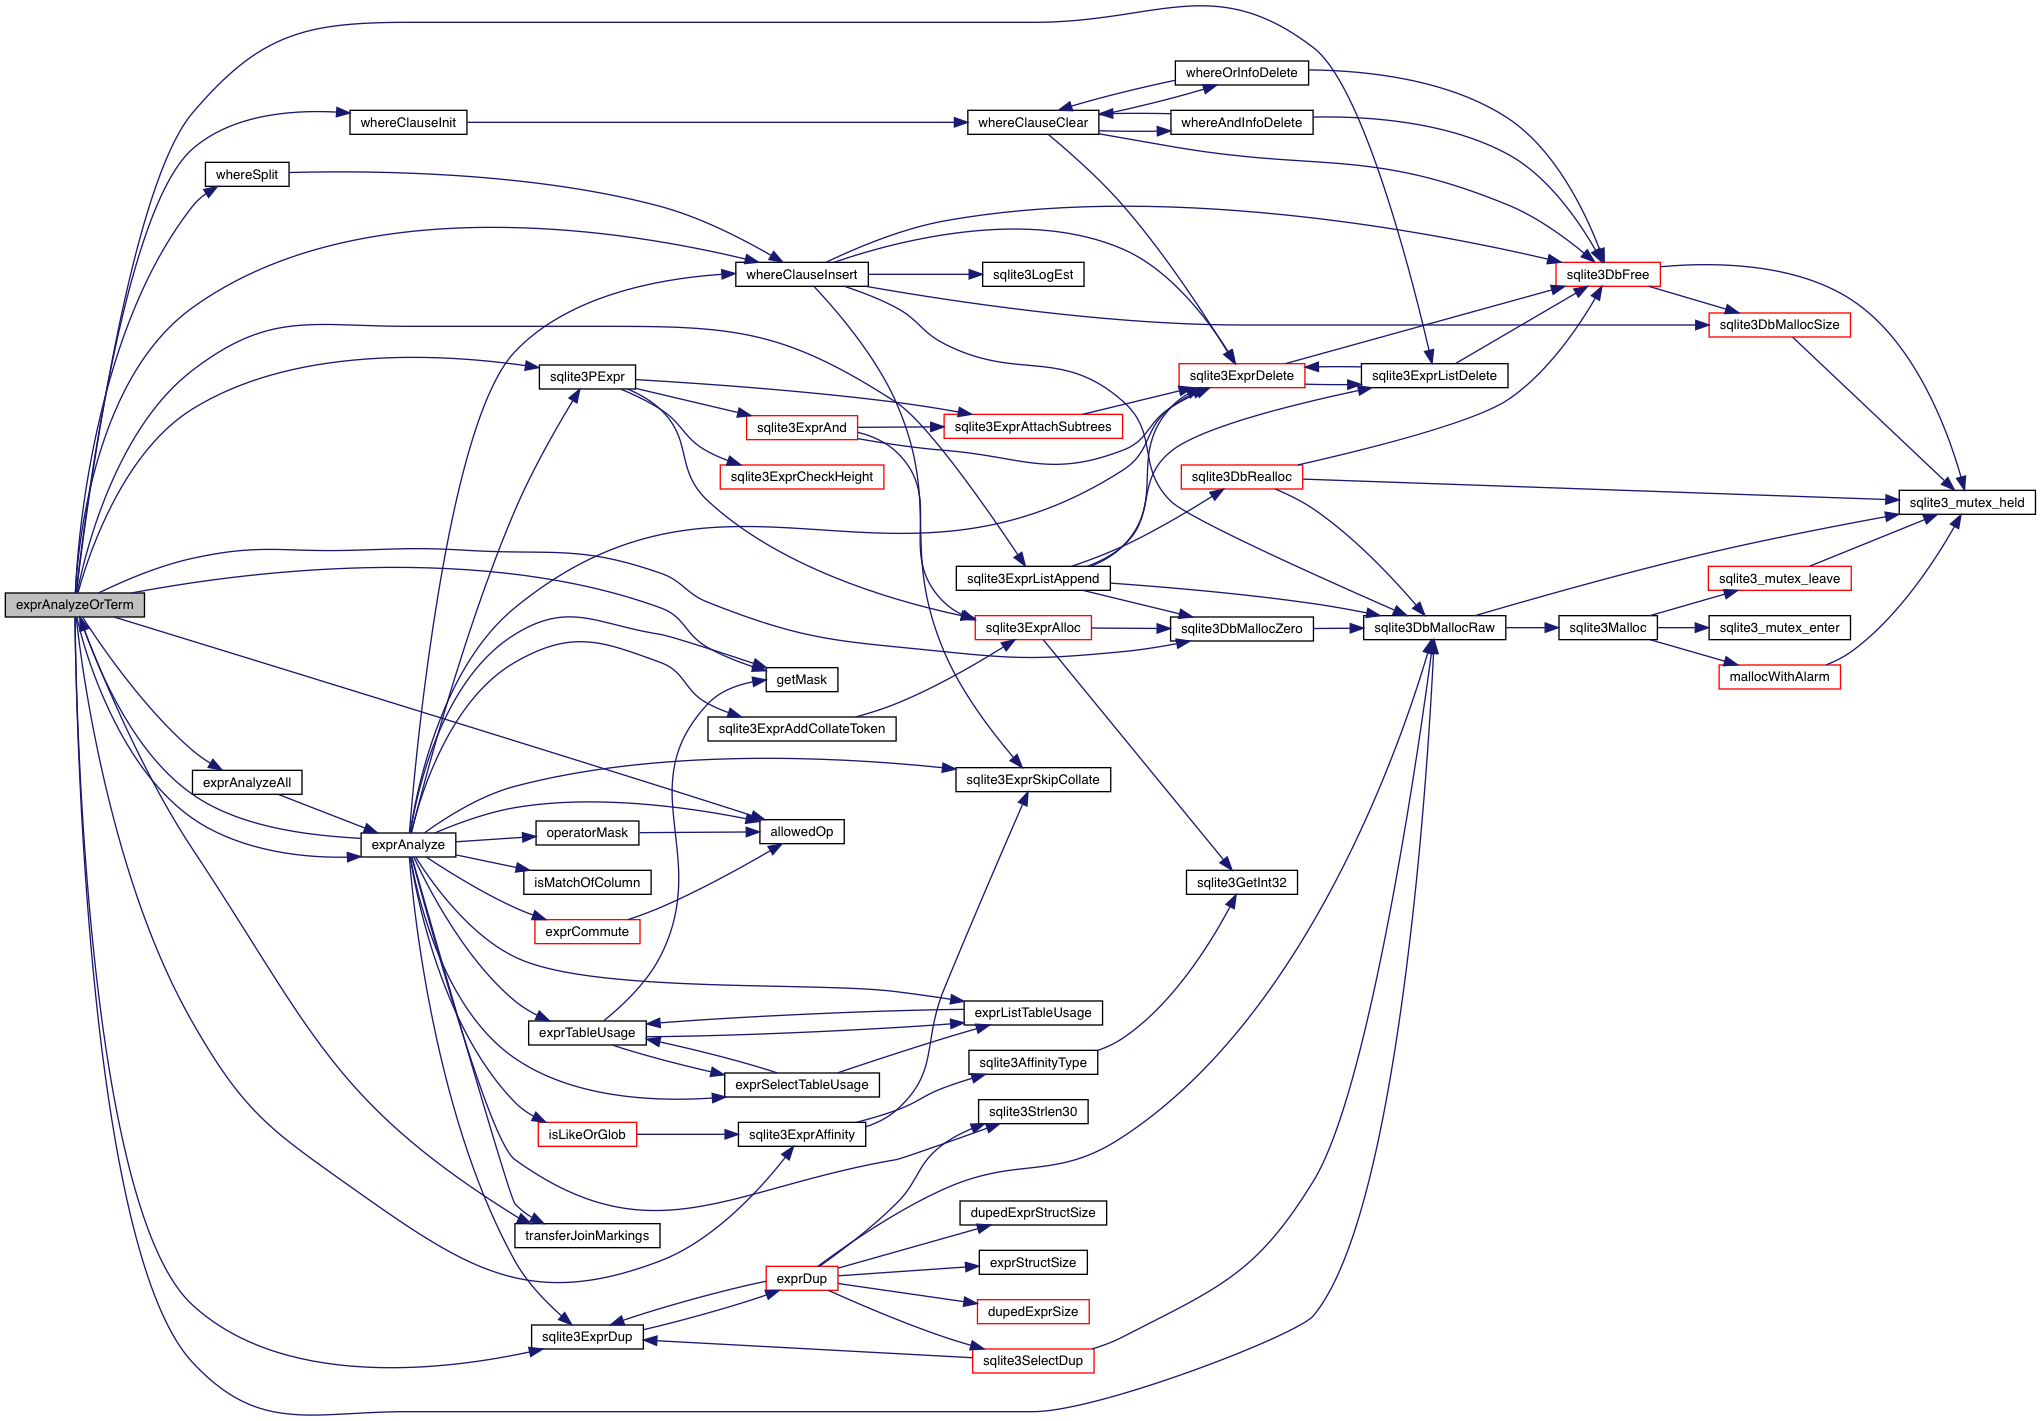 whereOrInfoDelete
whereClauseInit
whereClauseClear
whereAndInfoDelete
whereSplit
whereClauseInsert
sqlite3LogEst
sqlite3DbFree
sqlite3DbMallocSize
sqlite3PExpr
sqlite3ExprDelete
sqlite3ExprListDelete
sqlite3ExprAnd
sqlite3ExprAttachSubtrees
sqlite3ExprCheckHeight
sqlite3DbRealloc
sqlite3_mutex_held
exprAnalyzeOrTerm
sqlite3ExprListAppend
sqlite3_mutex_leave
sqlite3ExprAlloc
sqlite3DbMallocZero
sqlite3DbMallocRaw
sqlite3Malloc
sqlite3_mutex_enter
getMask
mallocWithAlarm
sqlite3ExprAddCollateToken
exprAnalyzeAll
sqlite3ExprSkipCollate
exprAnalyze
operatorMask
allowedOp
isMatchOfColumn
sqlite3GetInt32
exprCommute
exprTableUsage
exprListTableUsage
sqlite3AffinityType
exprSelectTableUsage
sqlite3Strlen30
isLikeOrGlob
sqlite3ExprAffinity
dupedExprStructSize
transferJoinMarkings
exprStructSize
exprDup
dupedExprSize
sqlite3ExprDup
sqlite3SelectDup